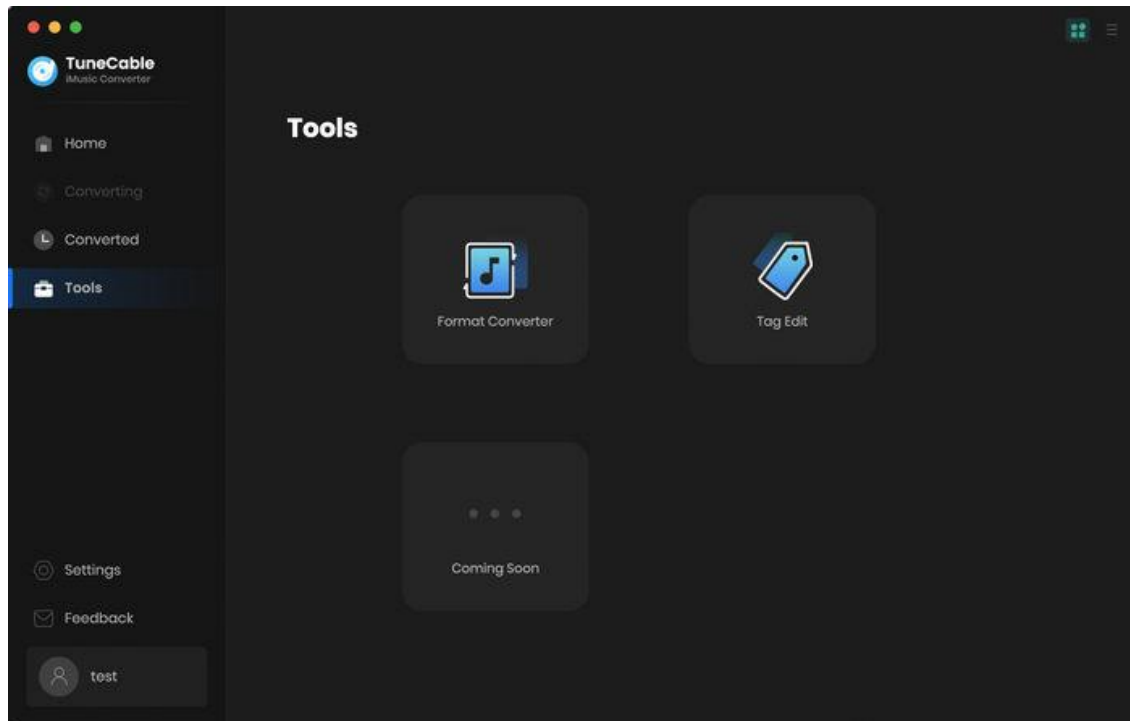 TuneCable
iMusic Converter
Home
Converting
Converted
Tools
Settings
Feedback
test
Tools
Format Converter
Tag Edit
Coming Soon